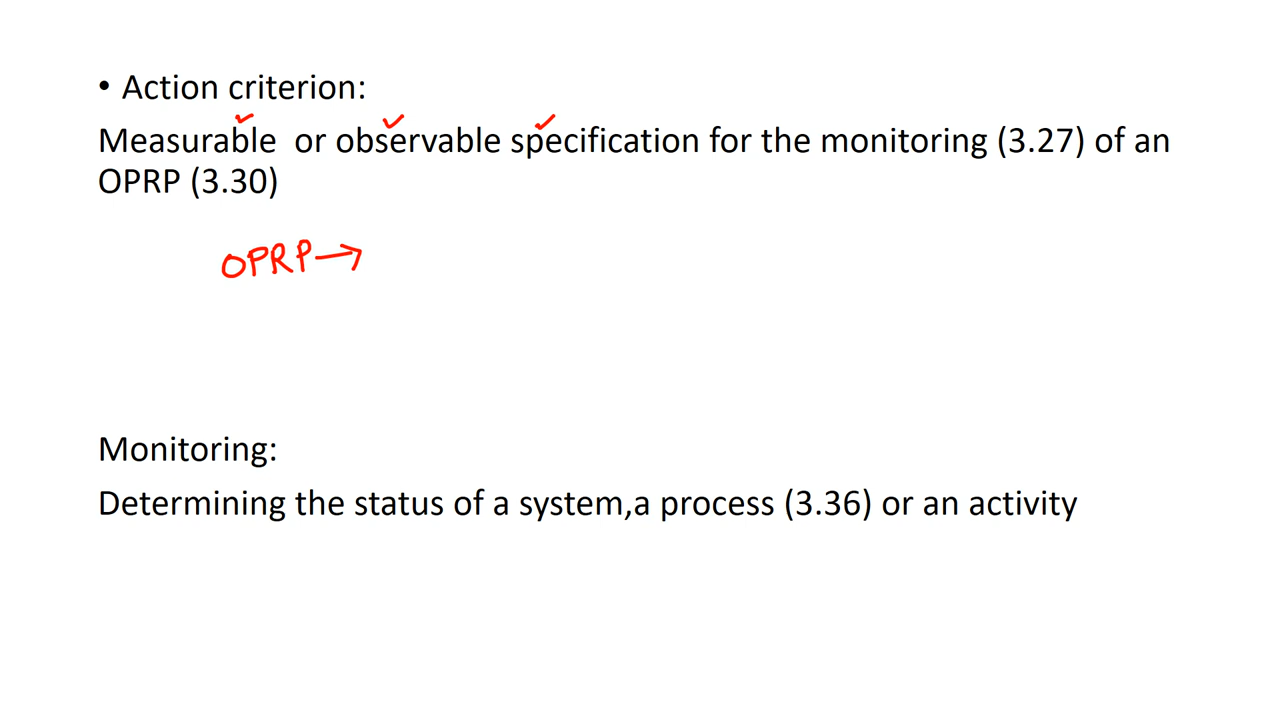 • Action criterion:
Measurable or observable specification for the monitoring (3.27) of an
OPRP (3.30)
OPRP→
Monitoring:
Determining the status of a system,a process (3.36) or an activity